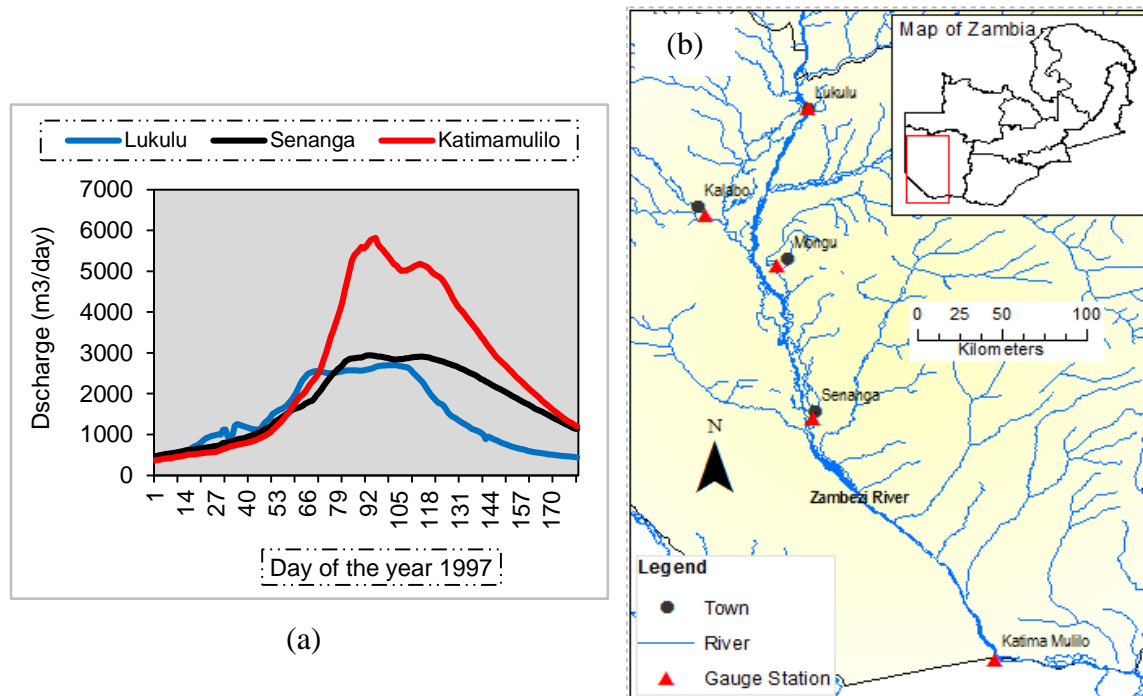 Lukulu Senanga Katimamulilo
7000
6000
5000
4000
3000
2000
1000
0
Dscharge (m3/day)
1 14 27 40 53 66 79 92 105 118 131 144 157 170
Day of the year 1997
(a)
(b)
Map of Zambia
Lukulu
Kalabo
Mongu
0 25 50 100
Kilometers
Senanga
N
Zambezi River
Legend
Town
River
Gauge Station
Katima Mulilo